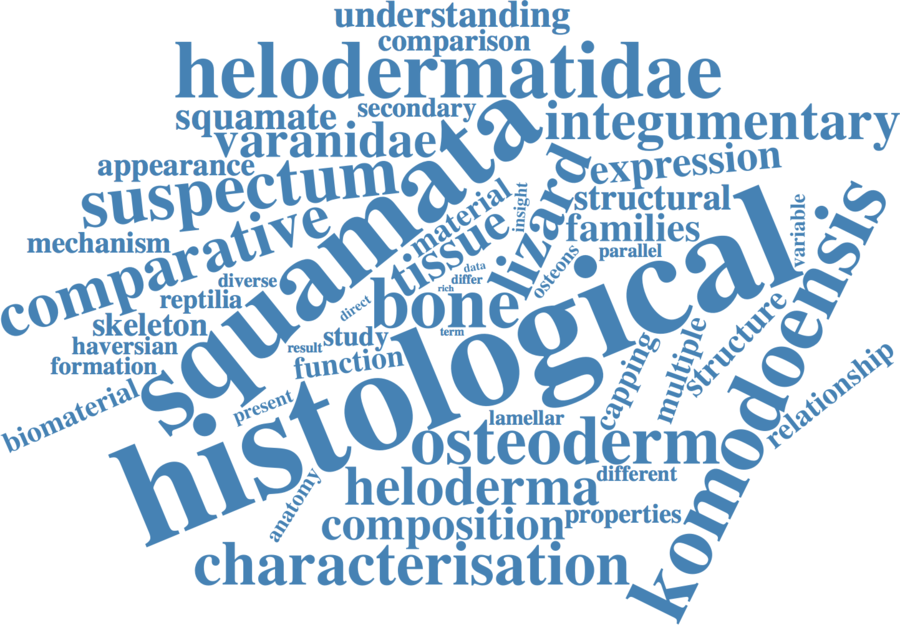 understanding
comparison
helodermatidae
secondary
squamate
integumentary
varanidae
squamata
appearance
expression
suspectum
lizard
structural
material
insight
comparative
tissue
families
variable
komodoensis
mechanism
parallel
osteons
data
differ
rich
diverse
reptilia
direct
bone
histological
skeleton
term
study
haversian
result
function
formation
capping
multiple
structure
relationship
biomaterial
present
lamellar
osteoderm
different
anatomy
heloderma
composition
properties
characterisation